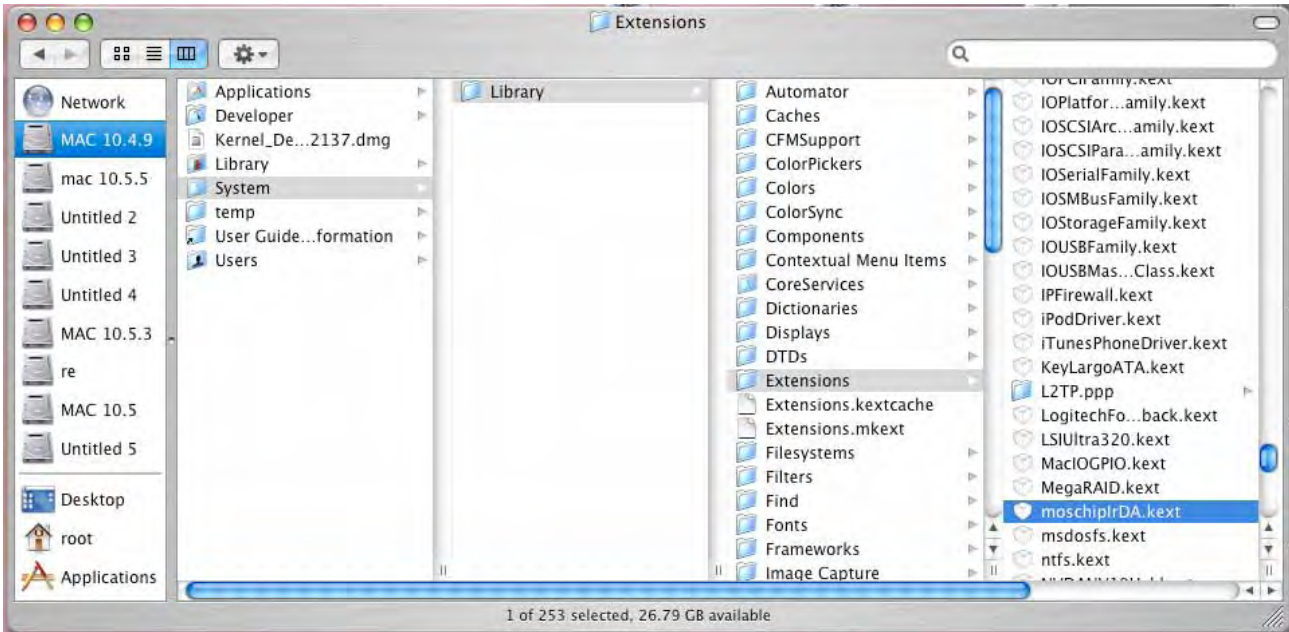 Extensions
Network
MAC 10.4.9
mac 10.5.5
Untitled 2
Untitled 3
Untitled 4
MAC 10.5.3
re
MAC 10.5
Untitled 5
Desktop
root
Applications
Applications
Developer
Kernel_De...2137.dmg
Library
System
temp
User Guide...formation
Users
Library
Automator
Caches
CFMSupport
ColorPickers
Colors
ColorSync
Components
Contextual Menu Items
CoreServices
Dictionaries
Displays
DTDs
Extensions
Extensions.kextcache
Extensions.mkext
Filesystems
Filters
Find
Fonts
Frameworks
Image Capture
IOPCIFamily.kext
IOPlatfor...amily.kext
IOSCSIArc...amily.kext
IOSCSIPara...amily.kext
IOSerialFamily.kext
IOSMBusFamily.kext
IOStorageFamily.kext
IOUSBFamily.kext
IOUSBMas...Class.kext
IPFirewall.kext
iPodDriver.kext
iTunesPhoneDriver.kext
KeyLargoATA.kext
L2TP.ppp
LogitechFo...back.kext
LSIUltra320.kext
MacIOGPIO.kext
MegaRAID.kext
moschipIrDA.kext
msdosfs.kext
ntfs.kext
1 of 253 selected, 26.79 GB available